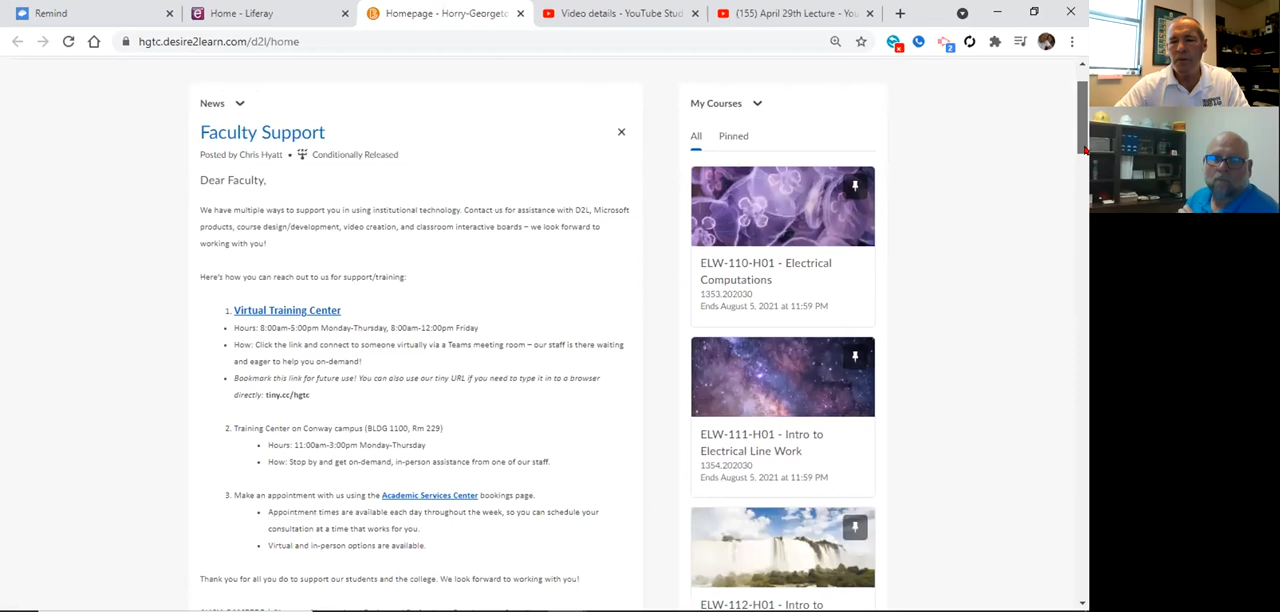 Remind
Home - Liferay
Homepage - Horry-Georgeto
Video details - YouTube Stud
(155) April 29th Lecture - You
hgtc.desire2learn.com/d2l/home
2
News
Faculty Support
Posted by Chris Hyatt • Conditionally Released
Dear Faculty,
We have multiple ways to support you in using institutional technology. Contact us for assistance with D2L, Microsoft
products, course design/development, video creation, and classroom interactive boards – we look forward to
working with you!
Here's how you can reach out to us for support/training:
1. Virtual Training Center
• Hours: 8:00am-5:00pm Monday-Thursday, 8:00am-12:00pm Friday
• How: Click the link and connect to someone virtually via a Teams meeting room – our staff is there waiting
and eager to help you on-demand!
• Bookmark this link for future use! You can also use our tiny URL if you need to type it in to a browser
directly: tiny.cc/hgtc
2. Training Center on Conway campus (BLDG 1100, Rm 229)
• Hours: 11:00am-3:00pm Monday-Thursday
• How: Stop by and get on-demand, in-person assistance from one of our staff.
3. Make an appointment with us using the Academic Services Center bookings page.
• Appointment times are available each day throughout the week, so you can schedule your
consultation at a time that works for you.
• Virtual and in-person options are available.
Thank you for all you do to support our students and the college. We look forward to working with you!
My Courses
All Pinned
ELW-110-H01 - Electrical
Computations
1353.202030
Ends August 5, 2021 at 11:59 PM
ELW-111-H01 - Intro to
Electrical Line Work
1354.202030
Ends August 5, 2021 at 11:59 PM
ELW-112-H01 - Intro to